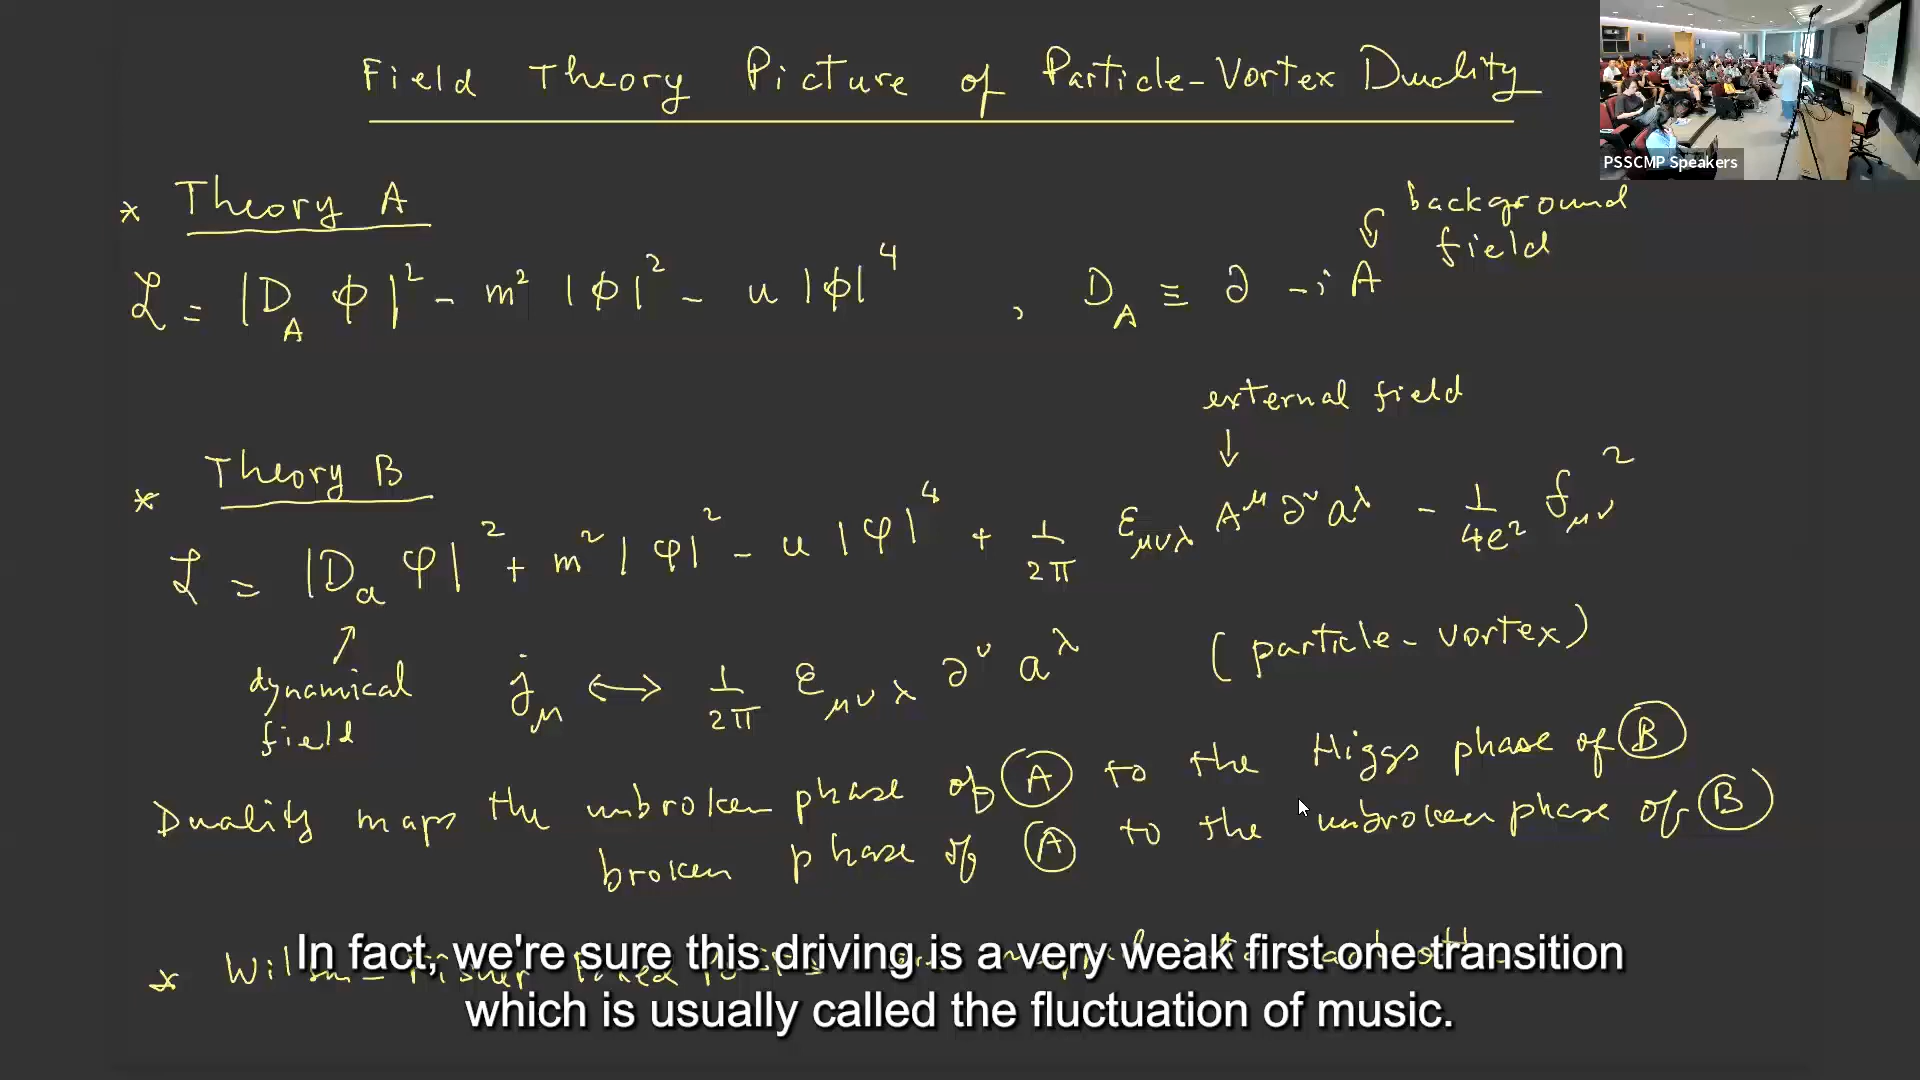 Field Theory Picture of Particle-Vortex Duality
PSSCMP Speakers
* Theory A
background field
ℒ = |D_A ϕ|² - m² |ϕ|² - u |ϕ|⁴ , D_A ≡ ∂ - i A
external field
* Theory B
ℒ = |D_a φ|² + m² |φ|² - u |φ|⁴ + 1/2π ε_μνλ A^μ ∂^ν a^λ - 1/4e² f_μν²
dynamical field
j_μ ↔ 1/2π ε_μνλ ∂^ν a^λ (particle-vortex)
Duality maps the unbroken phase of (A) to the Higgs phase of (B)
broken phase of (A) to the unbroken phase of (B)
* Wilson-Fisher
In fact, we're sure this driving is a very weak first one transition
which is usually called the fluctuation of music.